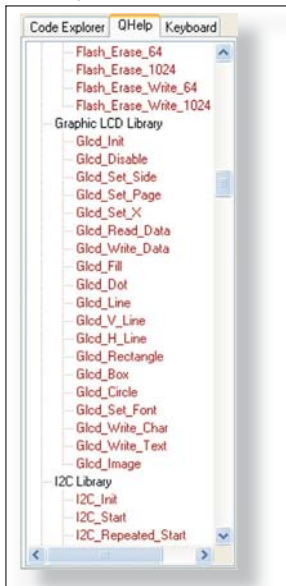 Code Explorer QHelp Keyboard
Flash_Erase_64
Flash_Erase_1024
Flash_Erase_Write_64
Flash_Erase_Write_1024
Graphic LCD Library
Glcd_Init
Glcd_Disable
Glcd_Set_Side
Glcd_Set_Page
Glcd_Set_X
Glcd_Read_Data
Glcd_Write_Data
Glcd_Fill
Glcd_Dot
Glcd_Line
Glcd_V_Line
Glcd_H_Line
Glcd_Rectangle
Glcd_Box
Glcd_Circle
Glcd_Set_Font
Glcd_Write_Char
Glcd_Write_Text
Glcd_Image
I2C Library
I2C_Init
I2C_Start
I2C_Repeated_Start